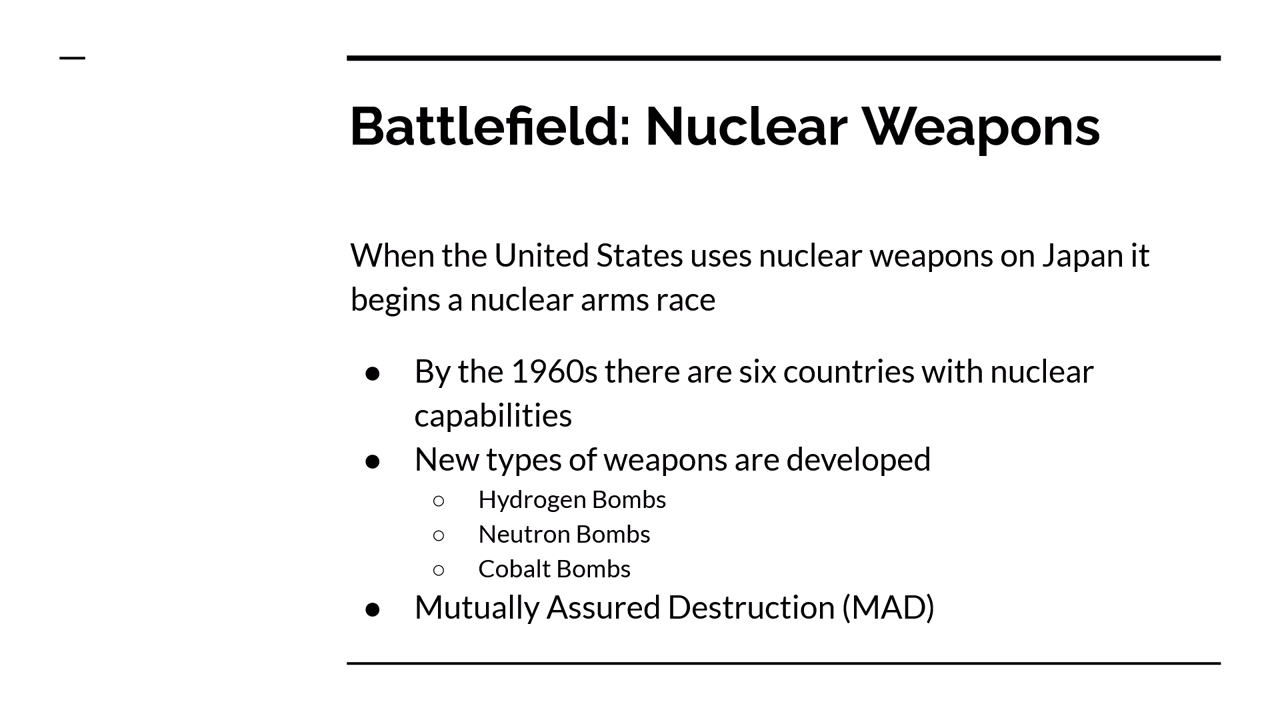 Battlefield: Nuclear Weapons
When the United States uses nuclear weapons on Japan it
begins a nuclear arms race
● By the 1960s there are six countries with nuclear
capabilities
● New types of weapons are developed
○ Hydrogen Bombs
○ Neutron Bombs
○ Cobalt Bombs
● Mutually Assured Destruction (MAD)